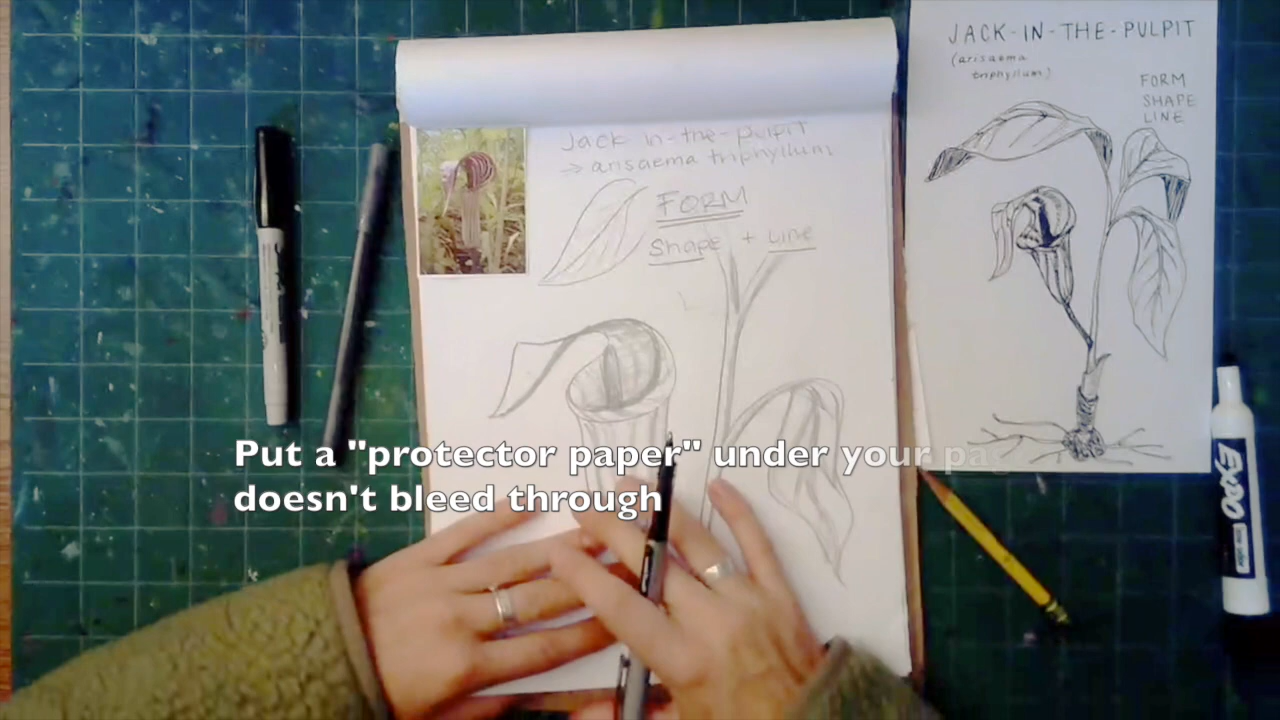 Jack in-the-pulpit
→ arisaema triphyllum
FORM
Shape + Line
JACK-IN-THE-PULPIT
(arisaema
triphyllum)
FORM
SHAPE
LINE
Put a "protector paper" under your
doesn't bleed through
EXPO